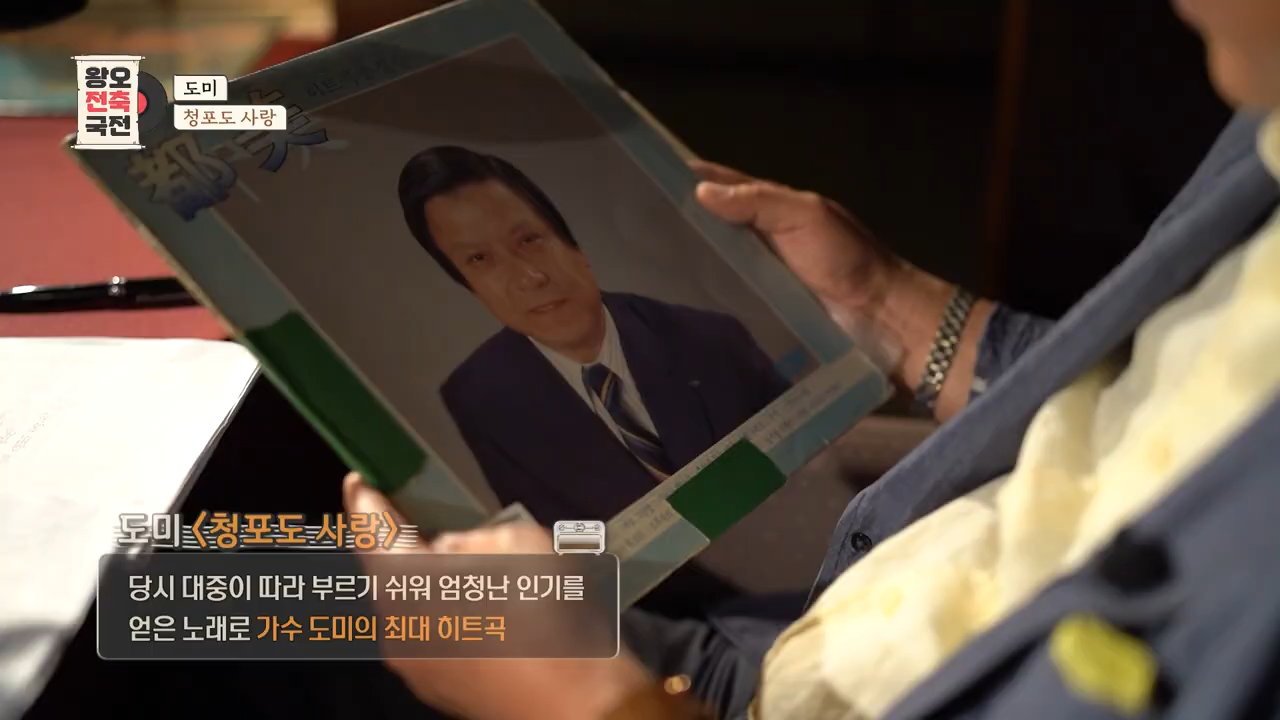 왕오
전축
국전
도미
청포도 사랑
都美
도미 〈청포도 사랑〉
당시 대중이 따라 부르기 쉬워 엄청난 인기를
얻은 노래로 가수 도미의 최대 히트곡